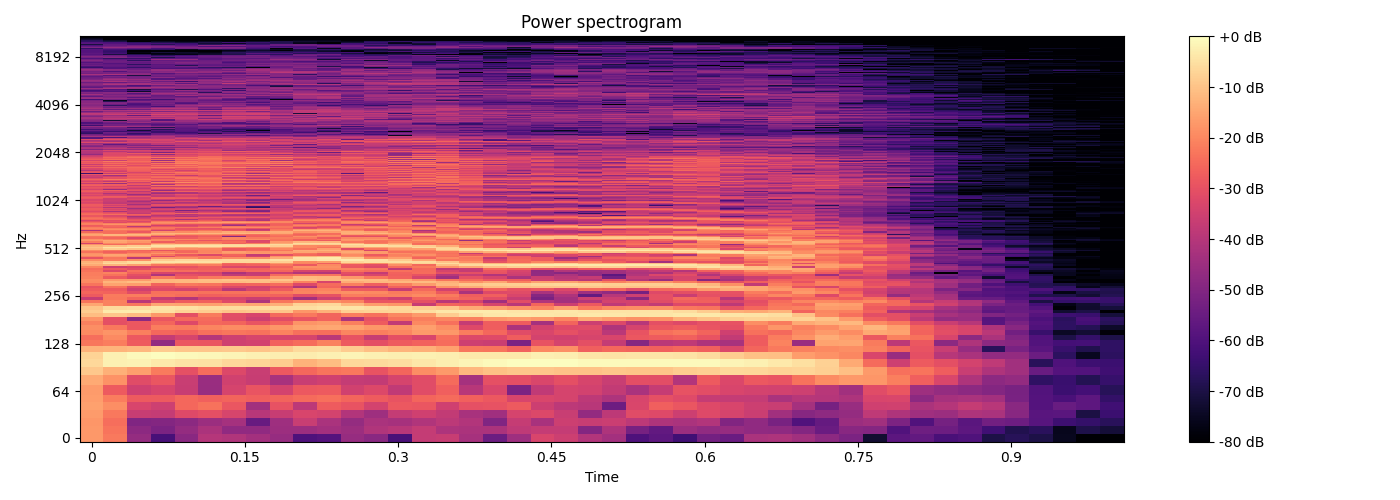 Power spectrogram
Hz
8192
4096
2048
1024
512
256
128
64
0
0 0.15 0.3 0.45 0.6 0.75 0.9
Time
+0 dB
-10 dB
-20 dB
-30 dB
-40 dB
-50 dB
-60 dB
-70 dB
-80 dB